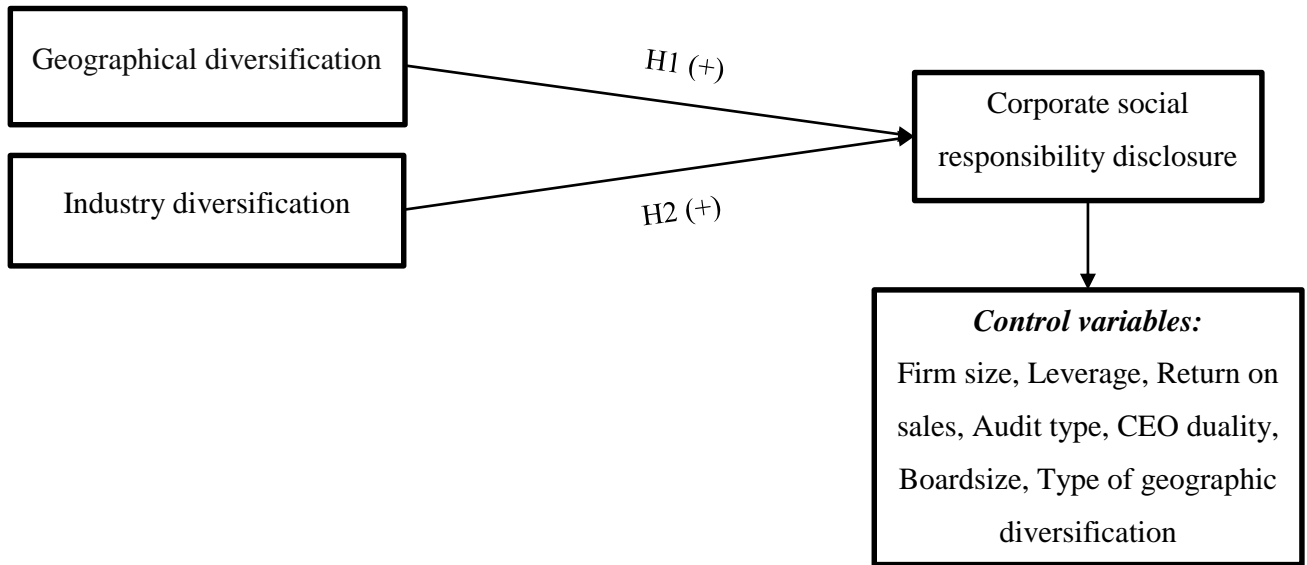 Geographical diversification
H1 (+)
Corporate social
responsibility disclosure
Industry diversification
H2 (+)
Control variables:
Firm size, Leverage, Return on
sales, Audit type, CEO duality,
Boardsize, Type of geographic
diversification